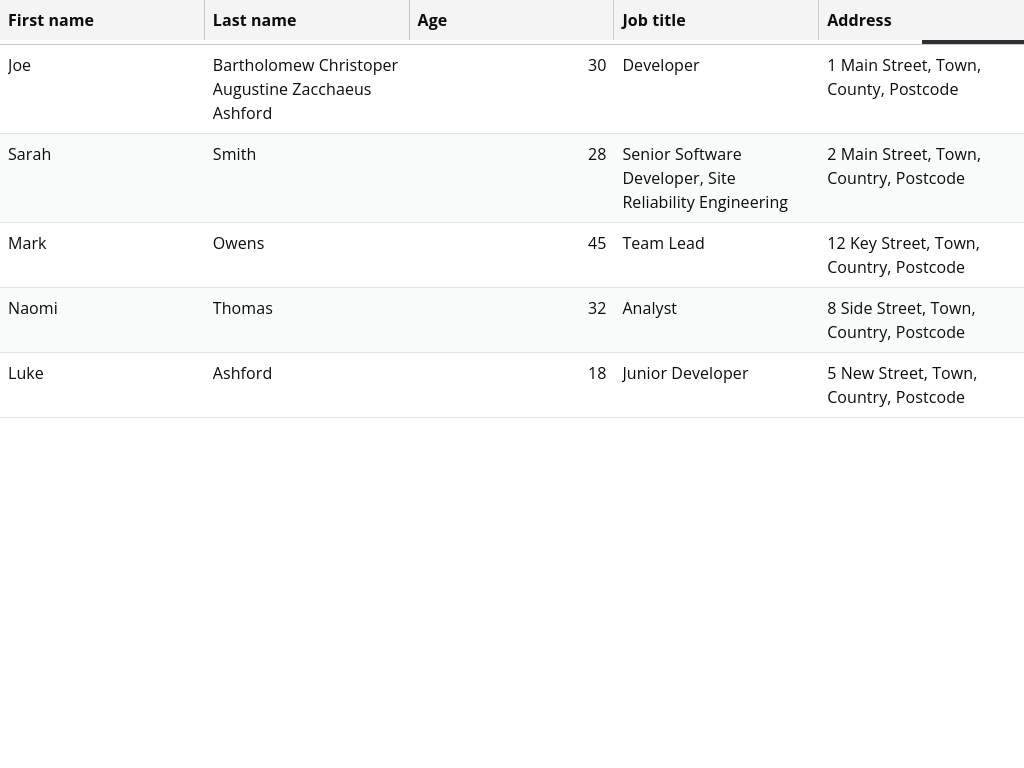 First name Last name Age Job title Address
Joe Bartholomew Christoper 30 Developer 1 Main Street, Town,
Augustine Zacchaeus County, Postcode
Ashford
Sarah Smith 28 Senior Software 2 Main Street, Town,
Developer, Site Country, Postcode
Reliability Engineering
Mark Owens 45 Team Lead 12 Key Street, Town,
Country, Postcode
Naomi Thomas 32 Analyst 8 Side Street, Town,
Country, Postcode
Luke Ashford 18 Junior Developer 5 New Street, Town,
Country, Postcode